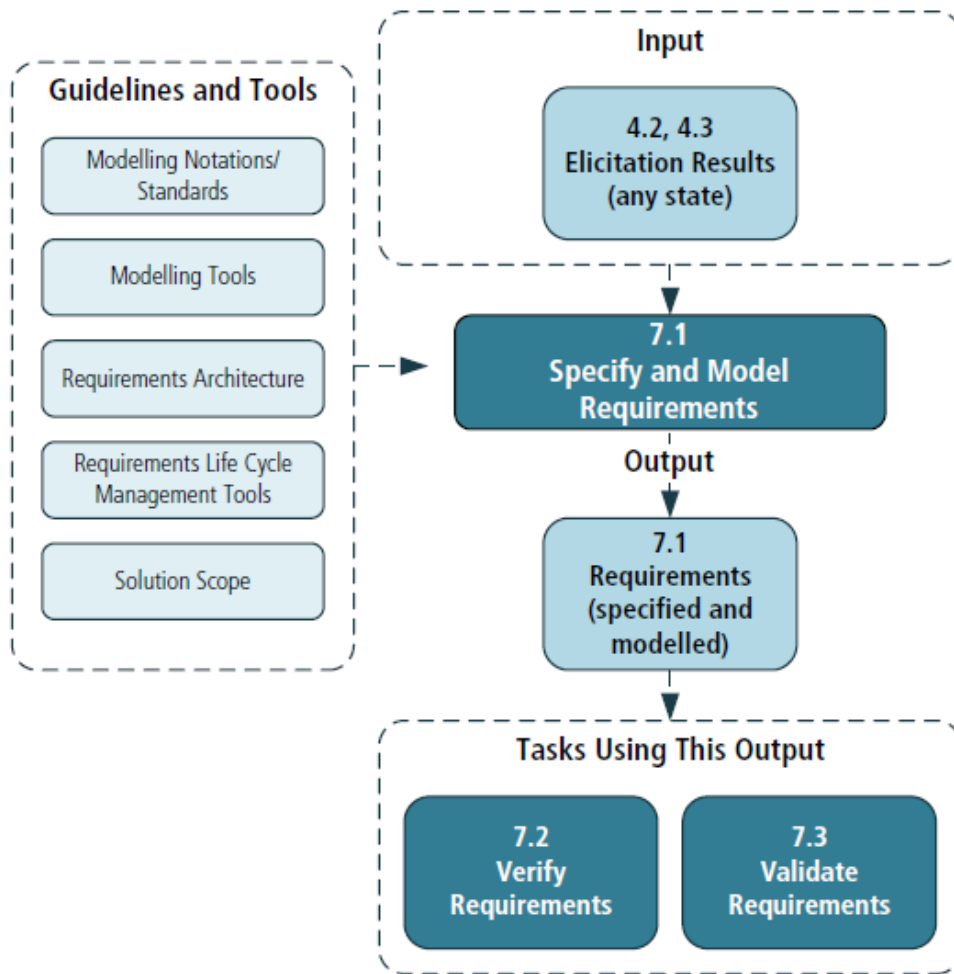 Guidelines and Tools
Modelling Notations/
Standards
Modelling Tools
Requirements Architecture
Requirements Life Cycle
Management Tools
Solution Scope
Input
4.2, 4.3
Elicitation Results
(any state)
7.1
Specify and Model
Requirements
Output
7.1
Requirements
(specified and
modelled)
Tasks Using This Output
7.2
Verify
Requirements
7.3
Validate
Requirements